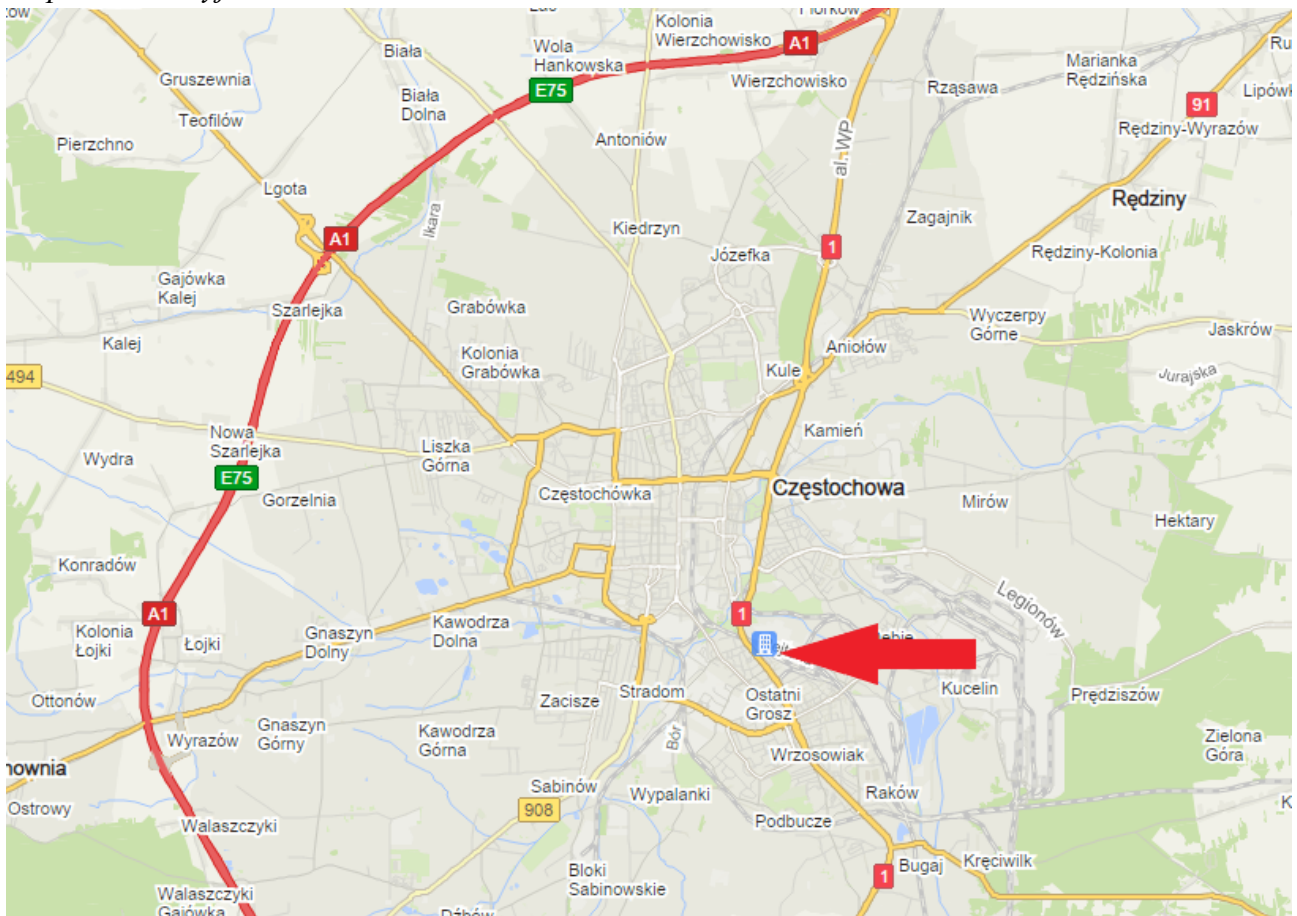 Kolonia
Wierzchowisko
A1
Biała
Wola
Hankowska
Marianka
Rędzińska
Gruszewnia
E75
Wierzchowisko
Rząsawa
Biała
Dolna
91
Teofilów
Antoniów
Rędziny-Wyrazów
Pierzchno
al. WP
Lgota
Rędziny
Ikara
Zagajnik
Kiedrzyn
A1
1
Józefka
Rędziny-Kolonia
Gajówka
Kalej
Szarlejka
Grabówka
Wyczerpy
Górne
Jaskrów
Kalej
Aniołów
Kolonia
Grabówka
Kule
Jurajska
494
Nowa
Szarlejka
Liszka
Górna
Kamień
Wydra
E75
Gorzelnia
Częstochówka
Częstochowa
Mirów
Hektary
Konradów
Legionów
A1
Kolonia
Łojki
Łojki
Gnaszyn
Dolny
Kawodrza
Dolna
1
Ottonów
Zacisze
Stradom
Ostatni
Grosz
Kucelin
Prędziszów
Wyrazów
Gnaszyn
Górny
Kawodrza
Górna
Bór
Zielona
Góra
Wrzosowiak
Ostrowy
Sabinów
Wypalanki
Raków
908
Walaszczyki
Podbucze
Bloki
Sabinowskie
1
Bugaj
Kręciwilk
Walaszczyki
Gajówka
Dźbów